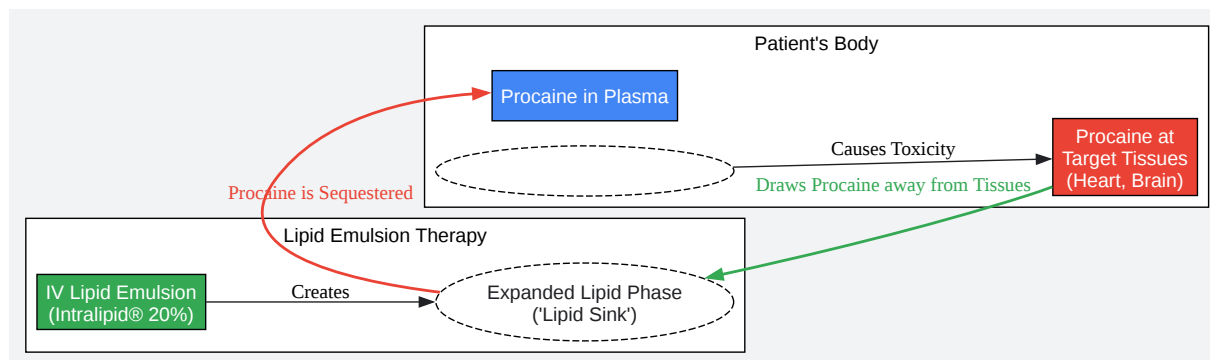 Patient's Body
Procaine in Plasma
Causes Toxicity
Procaine at
Target Tissues
(Heart, Brain)
Draws Procaine away from Tissues
Procaine is Sequestered
Lipid Emulsion Therapy
IV Lipid Emulsion
(Intralipid® 20%)
Creates
Expanded Lipid Phase
('Lipid Sink')